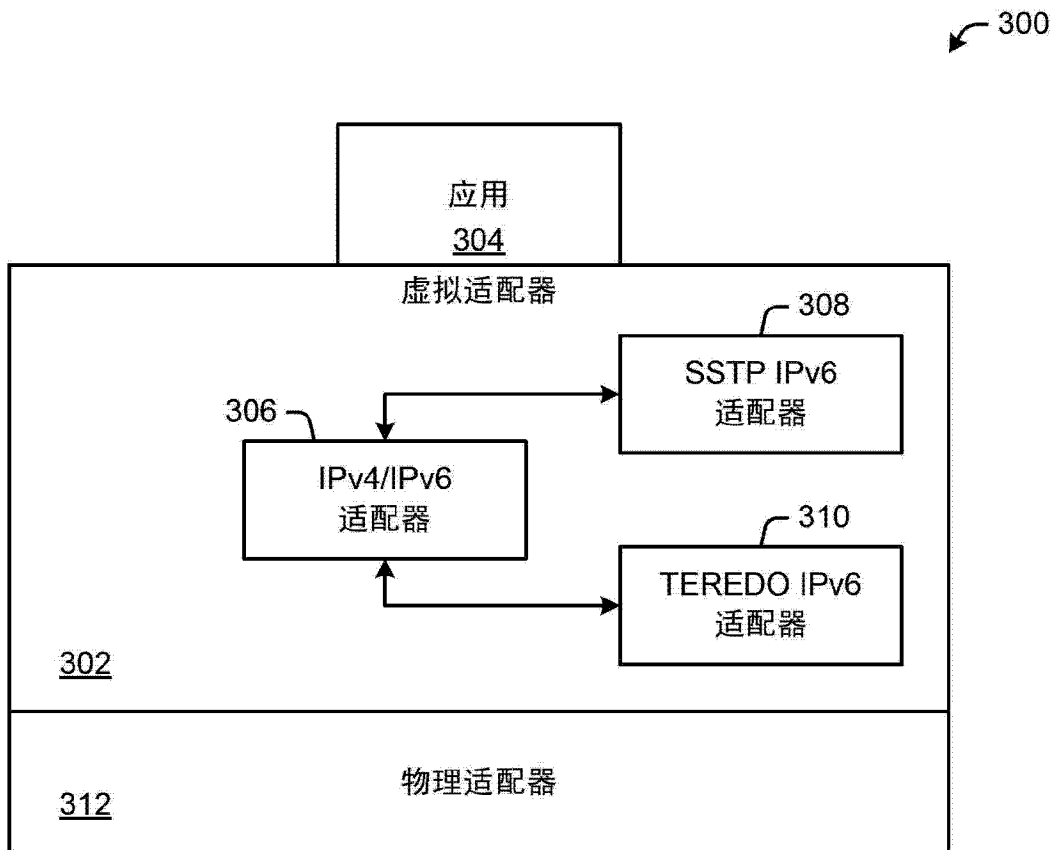 300
应用
304
虚拟适配器
308
SSTP IPv6
适配器
306
IPv4/IPv6
适配器
310
TEREDO IPv6
适配器
302
物理适配器
312